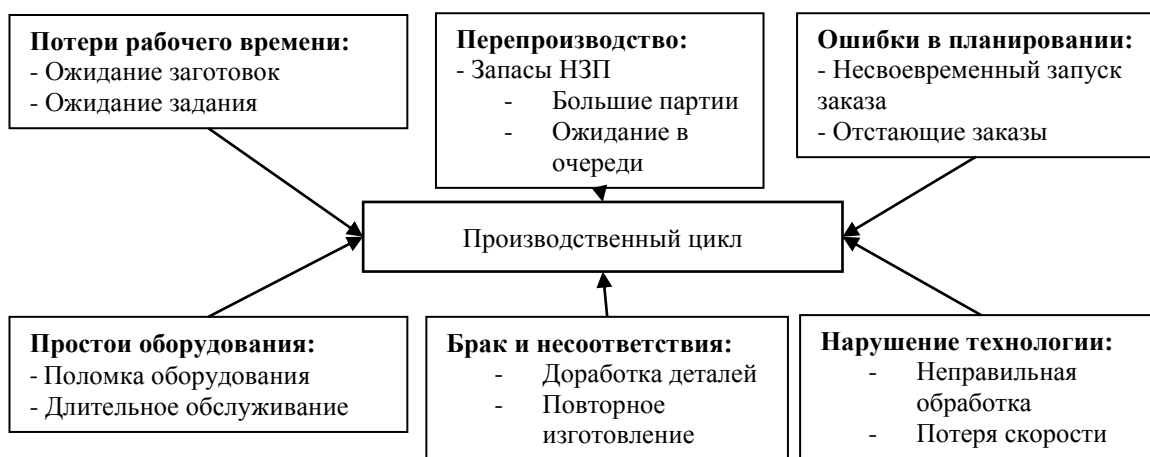 Потери рабочего времени:
- Ожидание заготовок
- Ожидание задания
Перепроизводство:
- Запасы НЗП
- Большие партии
- Ожидание в
очереди
Ошибки в планировании:
- Несвоевременный запуск
заказа
- Отстающие заказы
Производственный цикл
Простои оборудования:
- Поломка оборудования
- Длительное обслуживание
Брак и несоответствия:
- Доработка деталей
- Повторное
изготовление
Нарушение технологии:
- Неправильная
обработка
- Потеря скорости